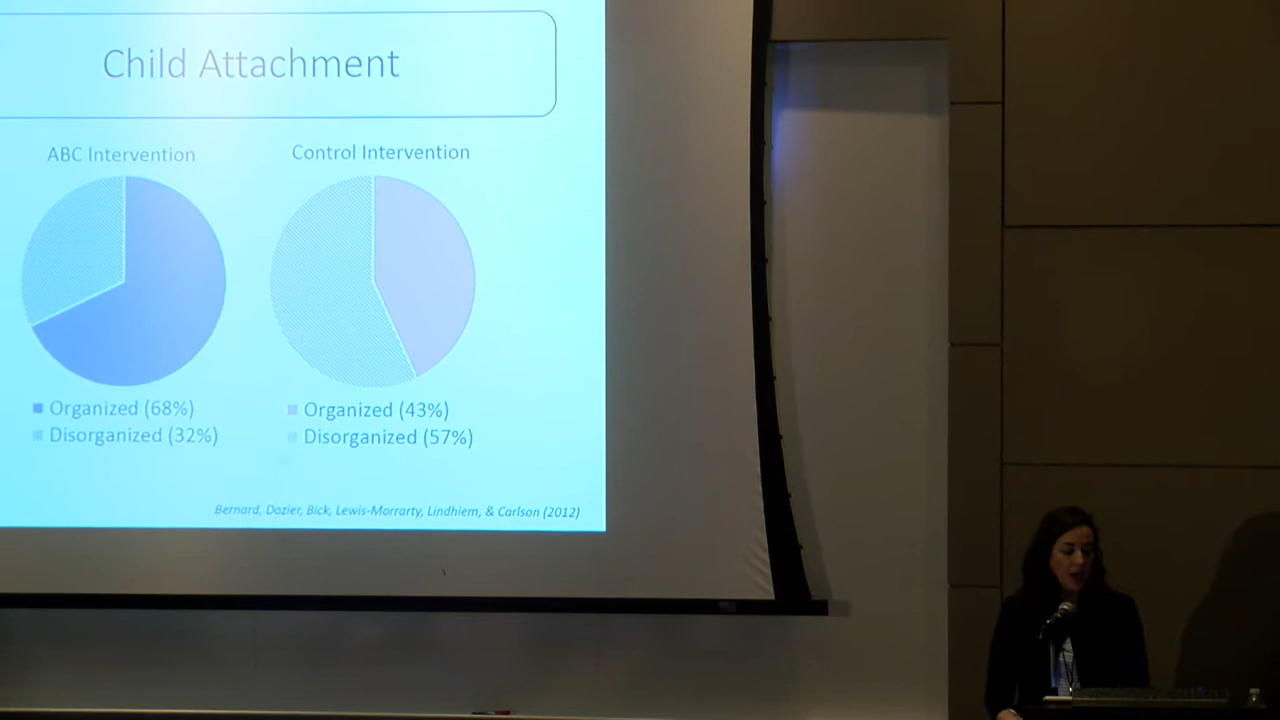 Child Attachment
ABC Intervention
Control Intervention
Organized (68%)
Disorganized (32%)
Organized (43%)
Disorganized (57%)
Bernard, Dozier, Bick, Lewis-Morrarty, Lindhiem, & Carlson (2012)